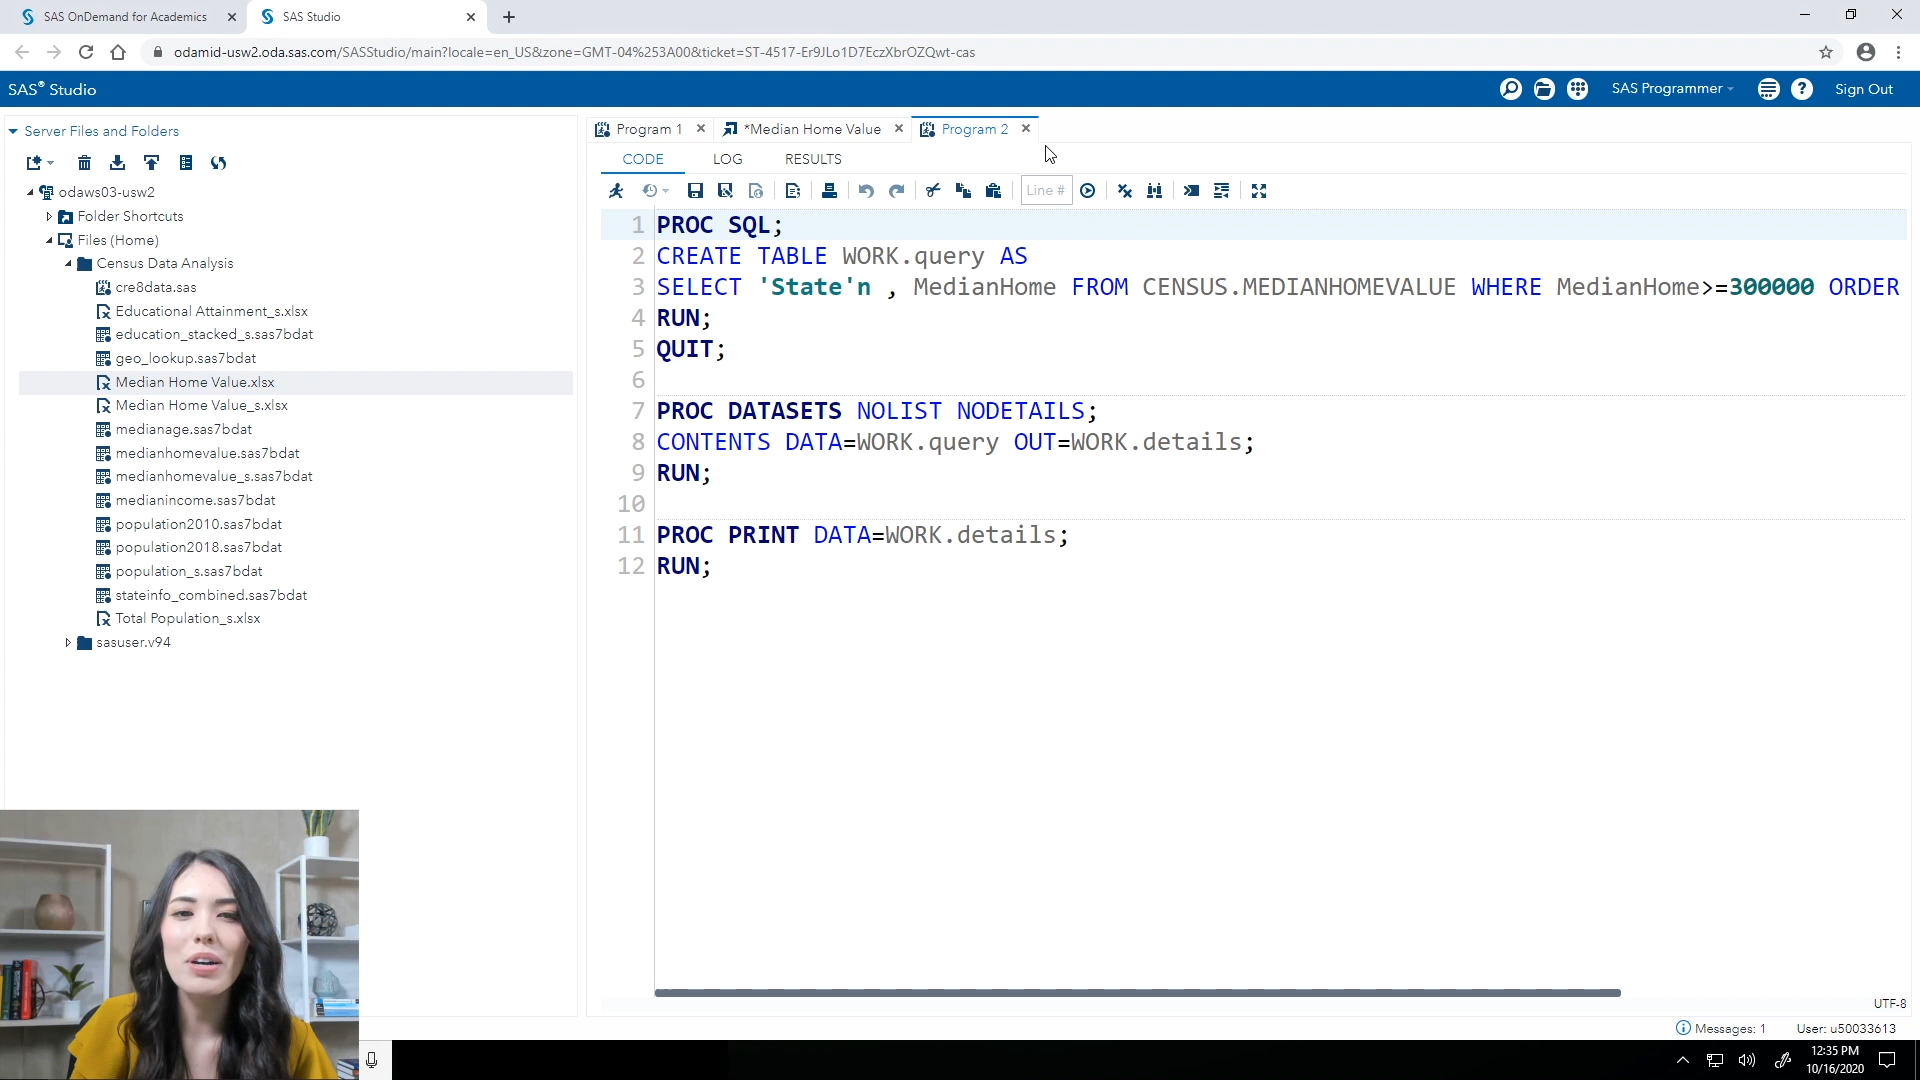 SAS OnDemand for Academics
SAS Studio
odamid-usw2.oda.sas.com/SASStudio/main?locale=en_US&zone=GMT-04%253A00&ticket=ST-4517-Er9JLo1D7EczXbrOZQwt-cas
SAS® Studio
SAS Programmer
Sign Out
Server Files and Folders
odaws03-usw2
Folder Shortcuts
Files (Home)
Census Data Analysis
cre8data.sas
Educational Attainment_s.xlsx
education_stacked_s.sas7bdat
geo_lookup.sas7bdat
Median Home Value.xlsx
Median Home Value_s.xlsx
medianage.sas7bdat
medianhomevalue.sas7bdat
medianhomevalue_s.sas7bdat
medianincome.sas7bdat
population2010.sas7bdat
population2018.sas7bdat
population_s.sas7bdat
stateinfo_combined.sas7bdat
Total Population_s.xlsx
sasuser.v94
Program 1
*Median Home Value
Program 2
CODE LOG RESULTS
Line #
1 PROC SQL;
2 CREATE TABLE WORK.query AS
3 SELECT 'State'n , MedianHome FROM CENSUS.MEDIANHOMEVALUE WHERE MedianHome>=300000 ORDER
4 RUN;
5 QUIT;
6
7 PROC DATASETS NOLIST NODETAILS;
8 CONTENTS DATA=WORK.query OUT=WORK.details;
9 RUN;
10
11 PROC PRINT DATA=WORK.details;
12 RUN;
UTF-8
Messages: 1
User: u50033613
12:35 PM
10/16/2020